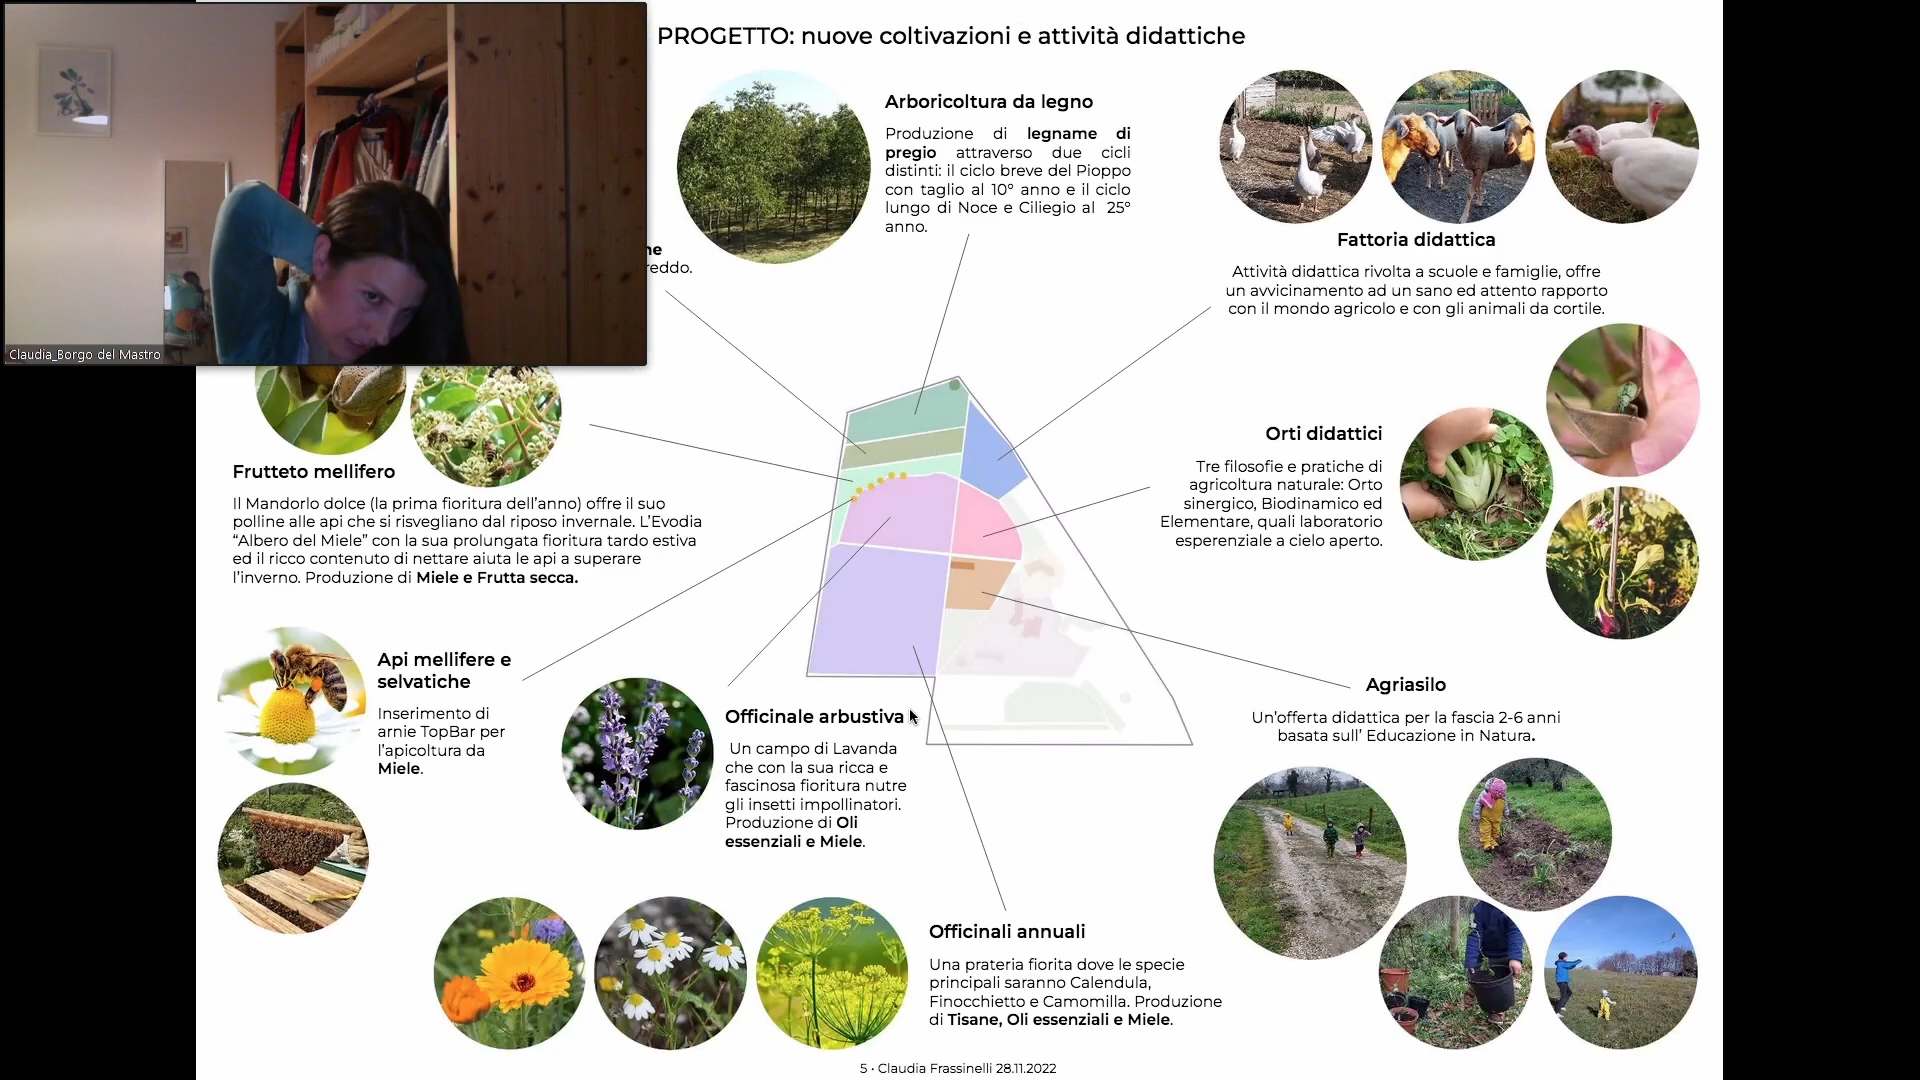 PROGETTO: nuove coltivazioni e attività didattiche
Claudia_Borgo del Mastro
Arboricoltura da legno
Produzione di legname di
pregio attraverso due cicli
distinti: il ciclo breve del Pioppo
con taglio al 10° anno e il ciclo
lungo di Noce e Ciliegio al 25°
anno.
Fattoria didattica
Attività didattica rivolta a scuole e famiglie, offre
un avvicinamento ad un sano ed attento rapporto
con il mondo agricolo e con gli animali da cortile.
Frutteto mellifero
Il Mandorlo dolce (la prima fioritura dell'anno) offre il suo
polline alle api che si risvegliano dal riposo invernale. L'Evodia
“Albero del Miele” con la sua prolungata fioritura tardo estiva
ed il ricco contenuto di nettare aiuta le api a superare
l'inverno. Produzione di Miele e Frutta secca.
Orti didattici
Tre filosofie e pratiche di
agricoltura naturale: Orto
sinergico, Biodinamico ed
Elementare, quali laboratorio
esperenziale a cielo aperto.
Api mellifere e
selvatiche
Inserimento di
arnie TopBar per
l'apicoltura da
Miele.
Officinale arbustiva
Un campo di Lavanda
che con la sua ricca e
fascinosa fioritura nutre
gli insetti impollinatori.
Produzione di Oli
essenziali e Miele.
Agriasilo
Un'offerta didattica per la fascia 2-6 anni
basata sull' Educazione in Natura.
Officinali annuali
Una prateria fiorita dove le specie
principali saranno Calendula,
Finocchietto e Camomilla. Produzione
di Tisane, Oli essenziali e Miele.
5 · Claudia Frassinelli 28.11.2022